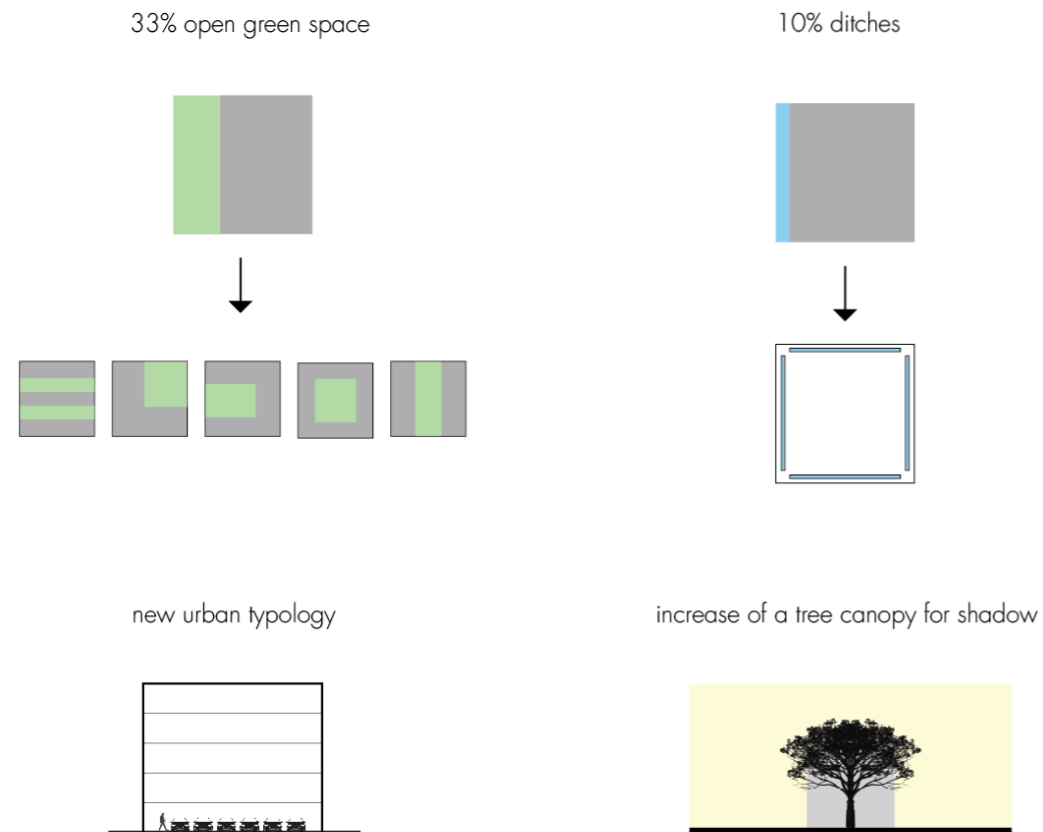 33% open green space
10% ditches
new urban typology
increase of a tree canopy for shadow